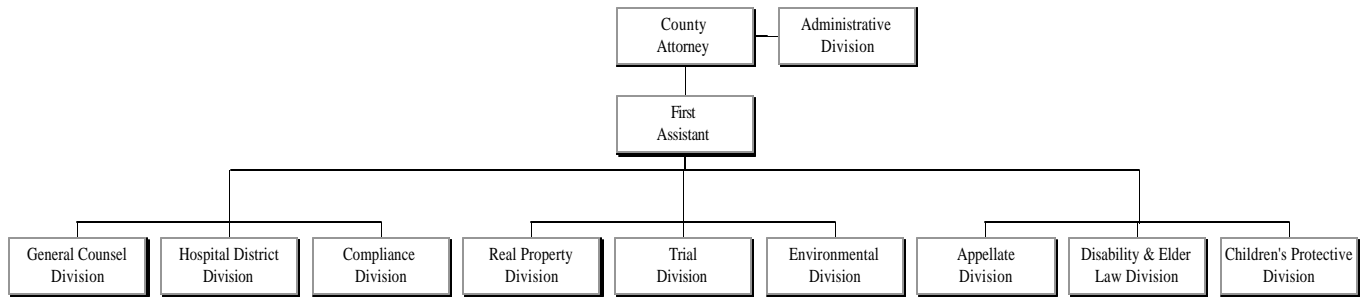 County
Attorney
Administrative
Division
First
Assistant
General Counsel
Division
Hospital District
Division
Compliance
Division
Real Property
Division
Trial
Division
Environmental
Division
Appellate
Division
Disability & Elder
Law Division
Children's Protective
Division